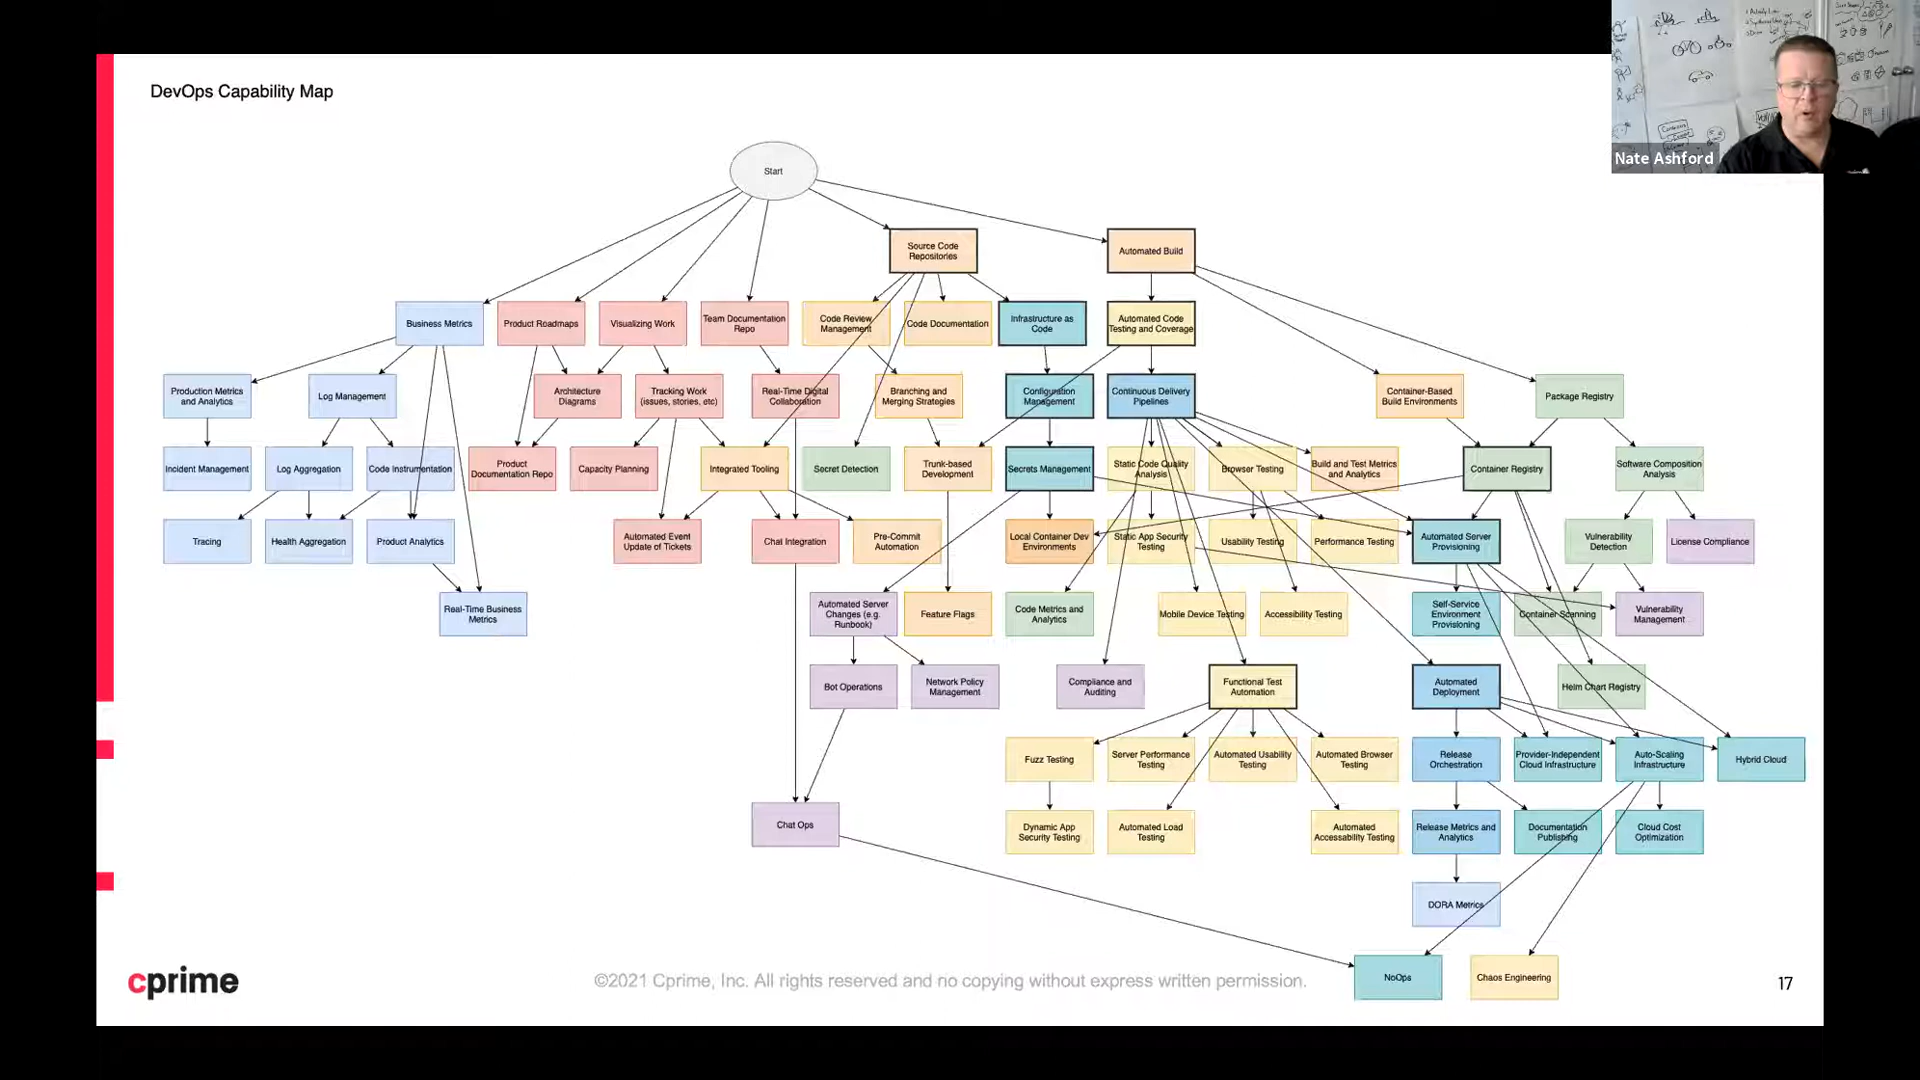 DevOps Capability Map
Nate Ashford
Start
Source Code
Repositories
Automated Build
Business Metrics
Product Roadmaps
Visualizing Work
Team Documentation
Repo
Code Review
Management
Code Documentation
Infrastructure as
Code
Automated Code
Testing and Coverage
Production Metrics
and Analytics
Log Management
Architecture
Diagrams
Tracking Work
(issues, stories, etc)
Real-Time Digital
Collaboration
Branching and
Merging Strategies
Configuration
Management
Continuous Delivery
Pipelines
Container-Based
Build Environments
Package Registry
Incident Management
Log Aggregation
Code Instrumentation
Product
Documentation Repo
Capacity Planning
Integrated Tooling
Secret Detection
Trunk-based
Development
Secrets Management
Static Code Quality
Analysis
Browser Testing
Build and Test Metrics
and Analytics
Container Registry
Software Composition
Analysis
Tracing
Health Aggregation
Product Analytics
Automated Event
Update of Tickets
Chat Integration
Pre-Commit
Automation
Local Container Dev
Environments
Static App Security
Testing
Usability Testing
Performance Testing
Automated Server
Provisioning
Vulnerability
Detection
License Compliance
Real-Time Business
Metrics
Automated Server
Changes (e.g.
Runbook)
Feature Flags
Code Metrics and
Analytics
Mobile Device Testing
Accessibility Testing
Self-Service
Environment
Provisioning
Container Scanning
Vulnerability
Management
Bot Operations
Network Policy
Management
Compliance and
Auditing
Functional Test
Automation
Automated
Deployment
Helm Chart Registry
Fuzz Testing
Server Performance
Testing
Automated Usability
Testing
Automated Browser
Testing
Release
Orchestration
Provider-Independent
Cloud Infrastructure
Auto-Scaling
Infrastructure
Hybrid Cloud
Chat Ops
Dynamic App
Security Testing
Automated Load
Testing
Automated
Accessability Testing
Release Metrics and
Analytics
Documentation
Publishing
Cloud Cost
Optimization
DORA Metrics
NoOps
Chaos Engineering
cprime
©2021 Cprime, Inc. All rights reserved and no copying without express written permission.
17